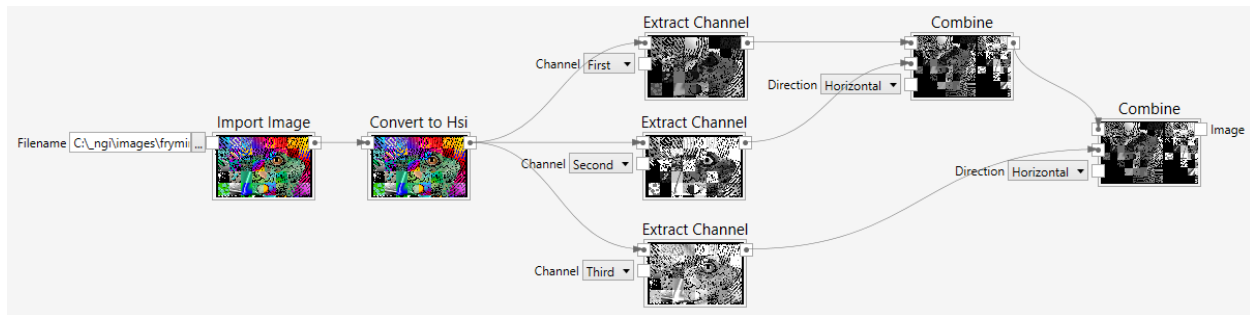 Extract Channel
Combine
Channel First
Direction Horizontal
Combine
Import Image
Convert to Hsi
Extract Channel
Image
Filename C:\_ngi\images\frymi ...
Channel Second
Direction Horizontal
Extract Channel
Channel Third